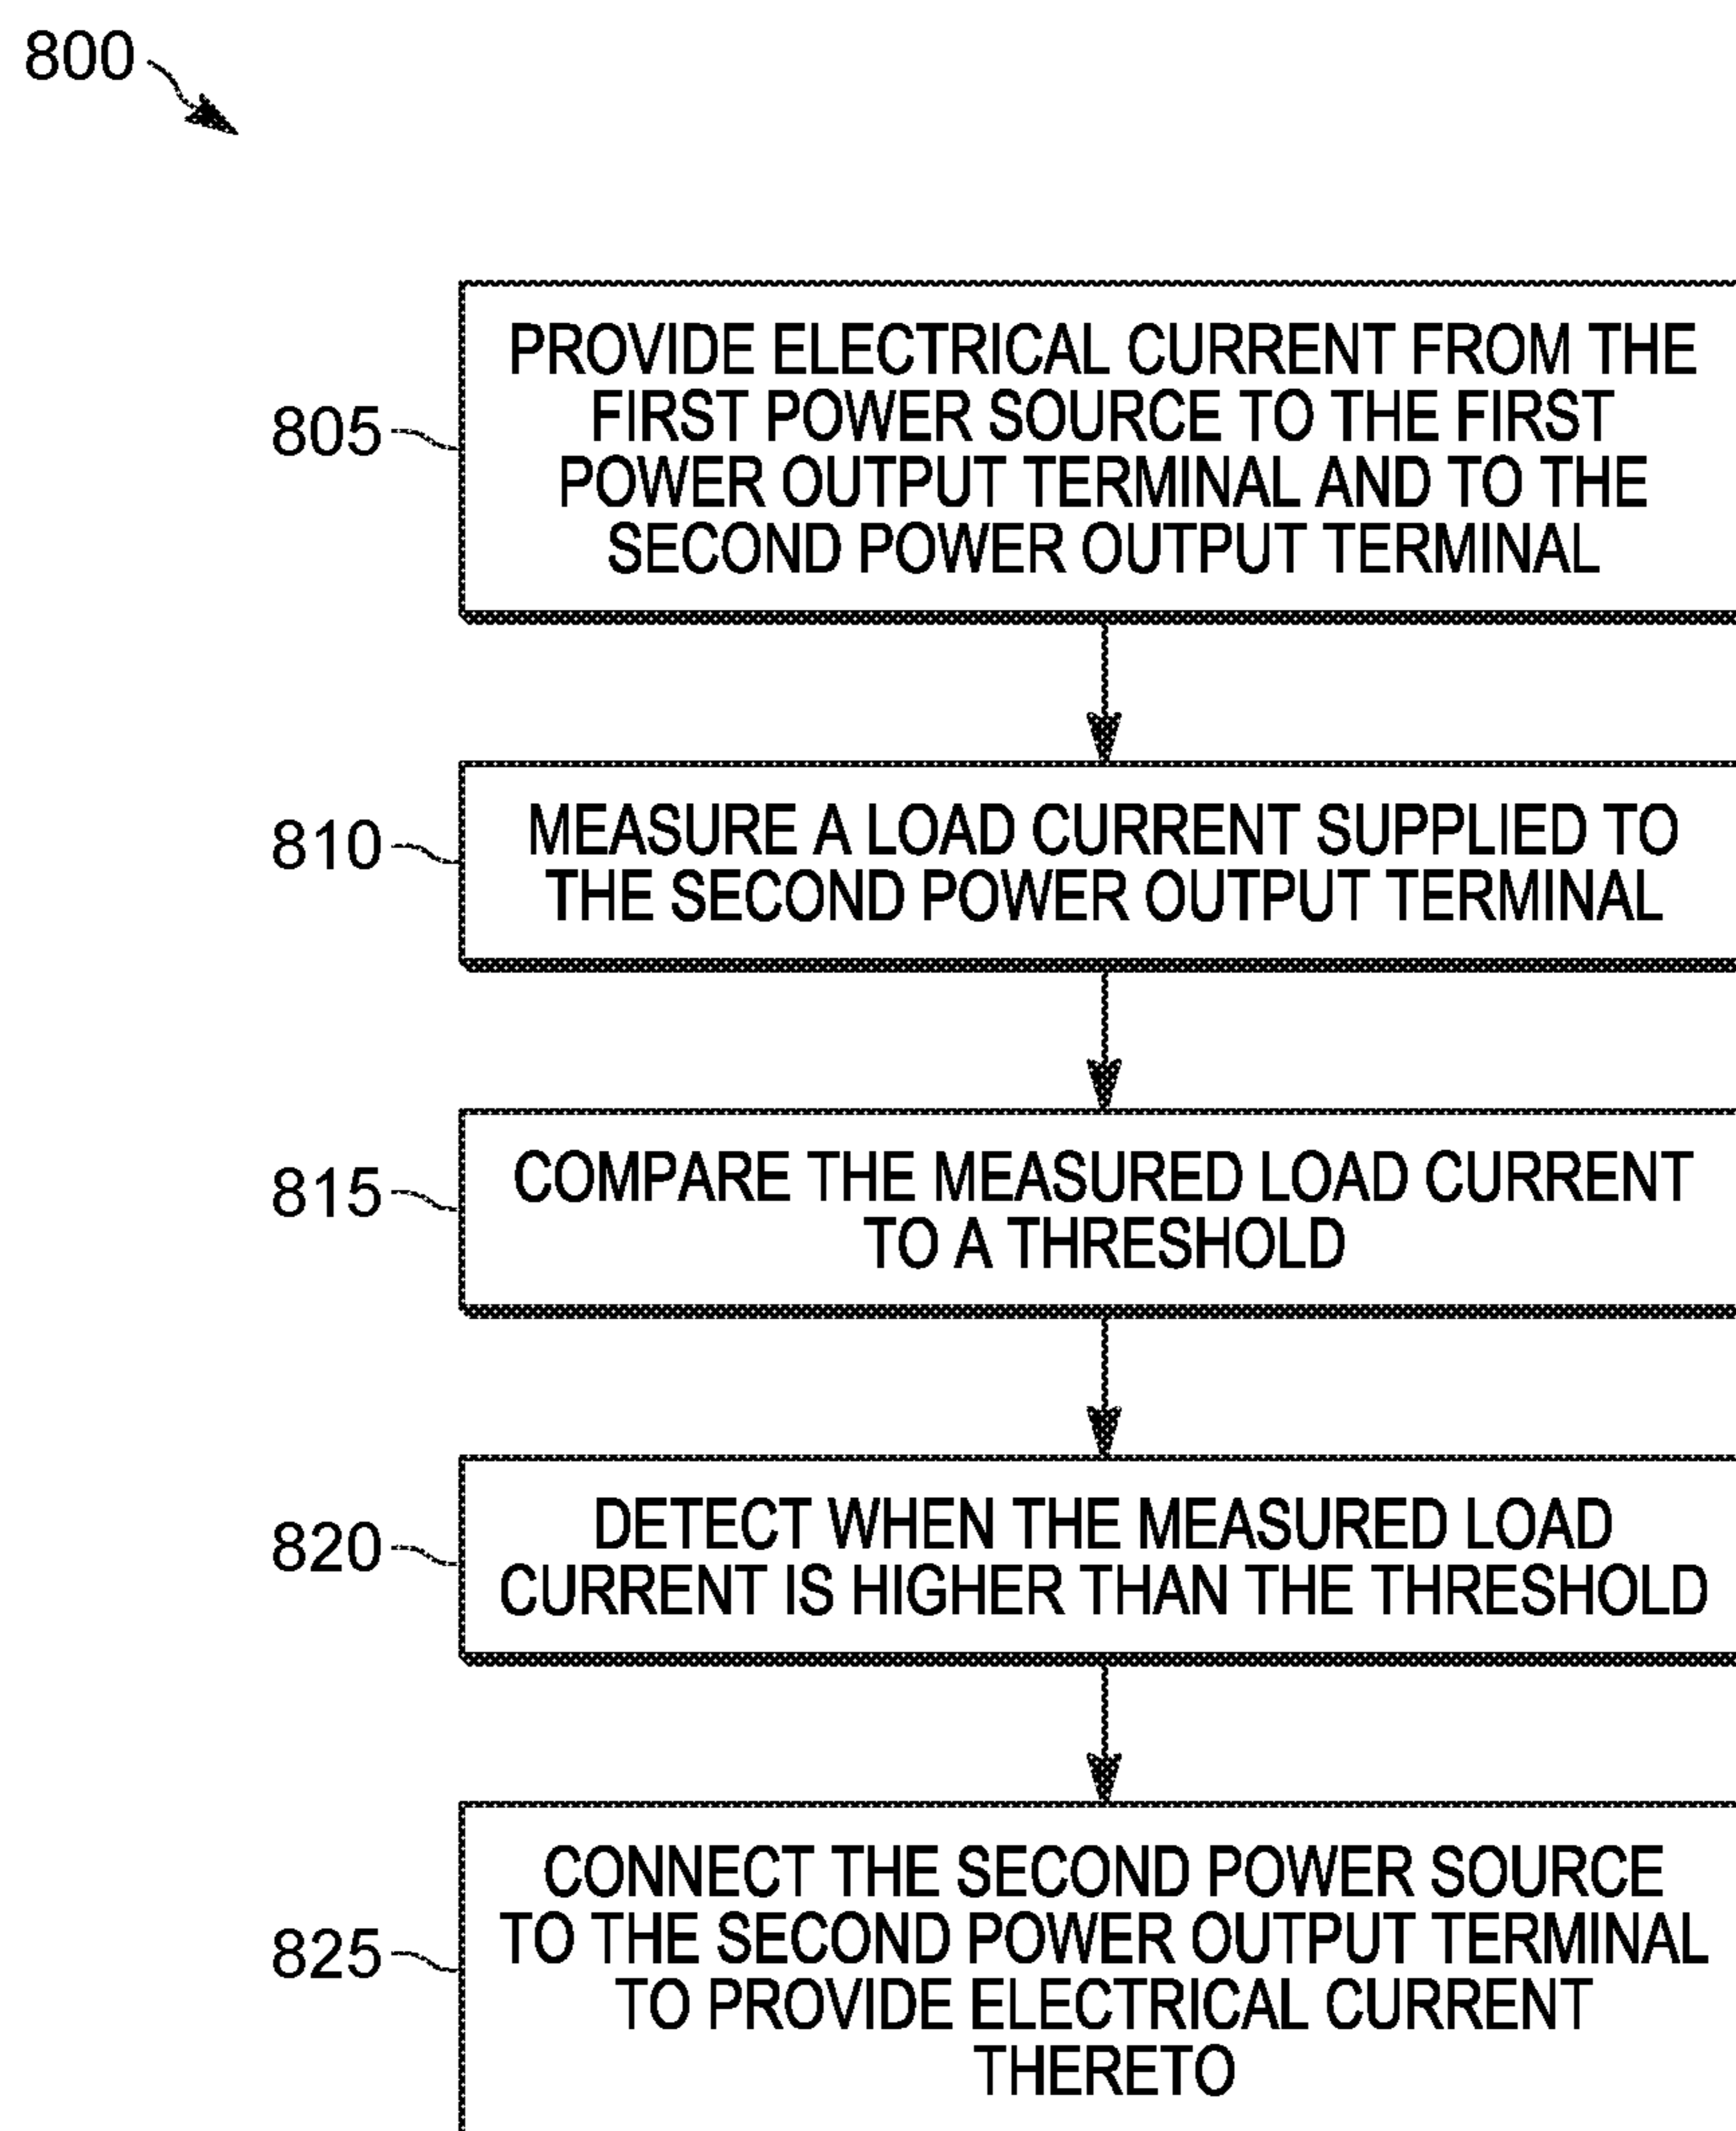 800
PROVIDE ELECTRICAL CURRENT FROM THE
FIRST POWER SOURCE TO THE FIRST
POWER OUTPUT TERMINAL AND TO THE
SECOND POWER OUTPUT TERMINAL
805
MEASURE A LOAD CURRENT SUPPLIED TO
THE SECOND POWER OUTPUT TERMINAL
810
COMPARE THE MEASURED LOAD CURRENT
TO A THRESHOLD
815
DETECT WHEN THE MEASURED LOAD
CURRENT IS HIGHER THAN THE THRESHOLD
820
CONNECT THE SECOND POWER SOURCE
TO THE SECOND POWER OUTPUT TERMINAL
TO PROVIDE ELECTRICAL CURRENT
THERETO
825